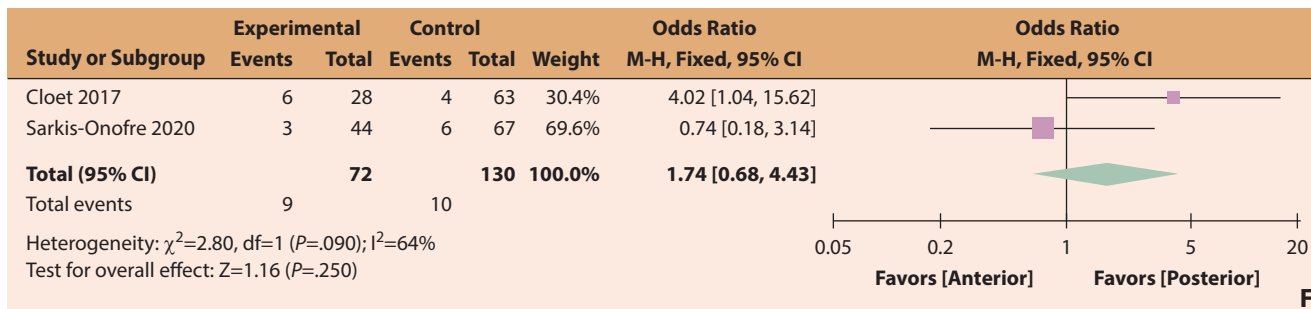 Experimental Control Odds Ratio Odds Ratio
Study or Subgroup Events Total Events Total Weight M-H, Fixed, 95% CI M-H, Fixed, 95% CI
Cloet 2017 6 28 4 63 30.4% 4.02 [1.04, 15.62]
Sarkis-Onofre 2020 3 44 6 67 69.6% 0.74 [0.18, 3.14]
Total (95% CI) 72 130 100.0% 1.74 [0.68, 4.43]
Total events 9 10
Heterogeneity: χ²=2.80, df=1 (P=.090); I²=64%
Test for overall effect: Z=1.16 (P=.250)
0.05 0.2 1 5 20
Favors [Anterior] Favors [Posterior]
F